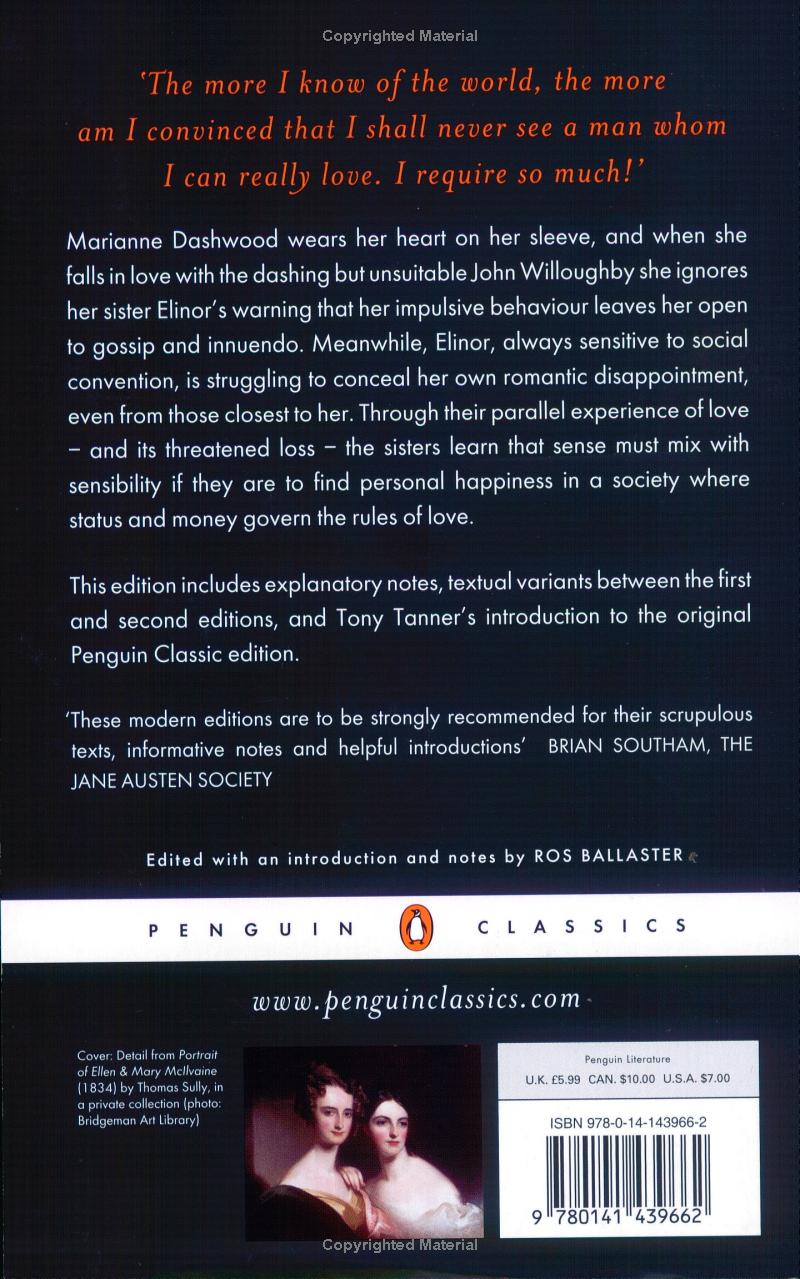 Copyrighted Material
'The more I know of the world, the more
am I convinced that I shall never see a man whom
I can really love. I require so much!'
Marianne Dashwood wears her heart on her sleeve, and when she
falls in love with the dashing but unsuitable John Willoughby she ignores
her sister Elinor's warning that her impulsive behaviour leaves her open
to gossip and innuendo. Meanwhile, Elinor, always sensitive to social
convention, is struggling to conceal her own romantic disappointment,
even from those closest to her. Through their parallel experience of love
– and its threatened loss – the sisters learn that sense must mix with
sensibility if they are to find personal happiness in a society where
status and money govern the rules of love.
This edition includes explanatory notes, textual variants between the first
and second editions, and Tony Tanner's introduction to the original
Penguin Classic edition.
'These modern editions are to be strongly recommended for their scrupulous
texts, informative notes and helpful introductions' BRIAN SOUTHAM, THE
JANE AUSTEN SOCIETY
Edited with an introduction and notes by ROS BALLASTER
PENGUIN CLASSICS
www.penguinclassics.com
Cover: Detail from Portrait
of Ellen & Mary McIlvaine
(1834) by Thomas Sully, in
a private collection (photo:
Bridgeman Art Library)
Penguin Literature
U.K. £5.99 CAN. $10.00 U.S.A. $7.00
ISBN 978-0-14-143966-2
9 780141 439662
Copyrighted Material